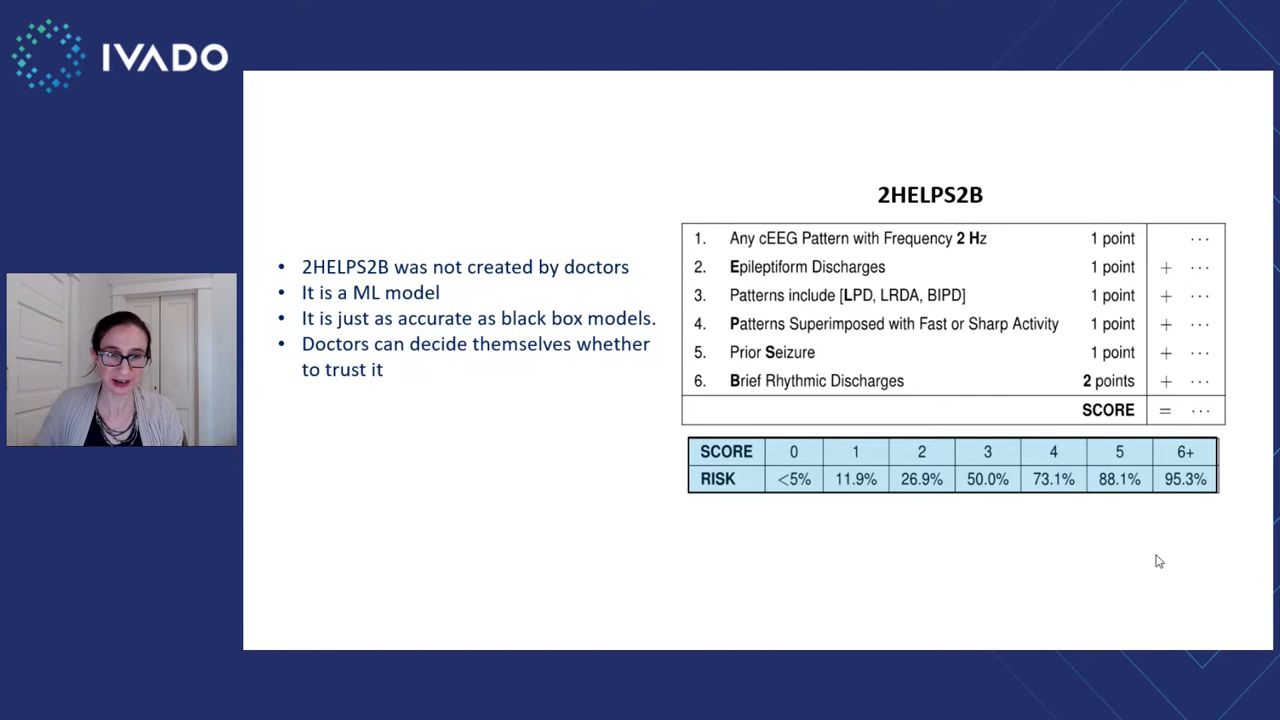 IVADO
2HELPS2B was not created by doctors
It is a ML model
It is just as accurate as black box models.
Doctors can decide themselves whether
to trust it
2HELPS2B
1. Any cEEG Pattern with Frequency 2 Hz 1 point ···
2. Epileptiform Discharges 1 point + ···
3. Patterns include [LPD, LRDA, BIPD] 1 point + ···
4. Patterns Superimposed with Fast or Sharp Activity 1 point + ···
5. Prior Seizure 1 point + ···
6. Brief Rhythmic Discharges 2 points + ···
SCORE = ···
SCORE 0 1 2 3 4 5 6+
RISK <5% 11.9% 26.9% 50.0% 73.1% 88.1% 95.3%